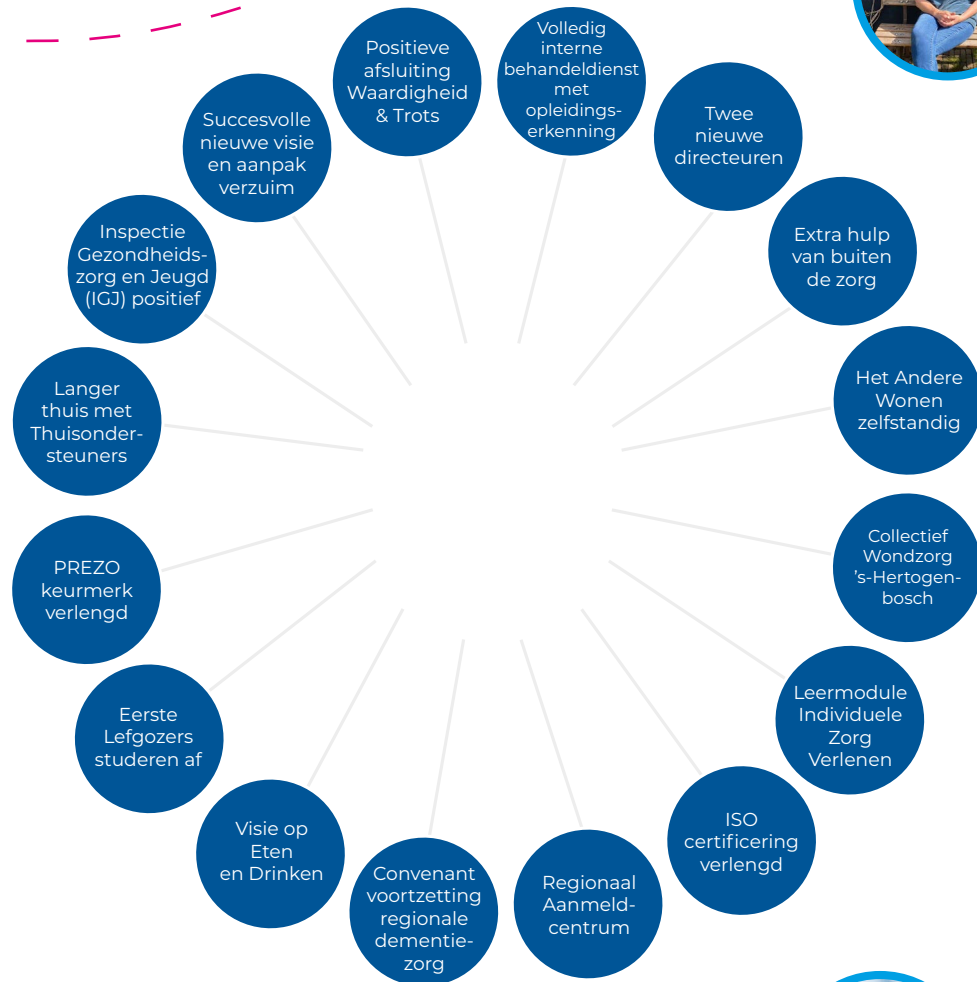 Positieve
afsluiting
Waardigheid
& Trots
Volledig
interne
behandeldienst
met
opleidings-
erkenning
Twee
nieuwe
directeuren
Extra hulp
van buiten
de zorg
Het Andere
Wonen
zelfstandig
Collectief
Wondzorg
's-Hertogen-
bosch
Leermodule
Individuele
Zorg
Verlenen
ISO
certificering
verlengd
Regionaal
Aanmeld-
centrum
Convenant
voortzetting
regionale
dementie-
zorg
Visie op
Eten
en Drinken
Eerste
Lefgozers
studeren af
PREZO
keurmerk
verlengd
Langer
thuis met
Thuisonder-
steuners
Inspectie
Gezondheids-
zorg en Jeugd
(IGJ) positief
Succesvolle
nieuwe visie
en aanpak
verzuim